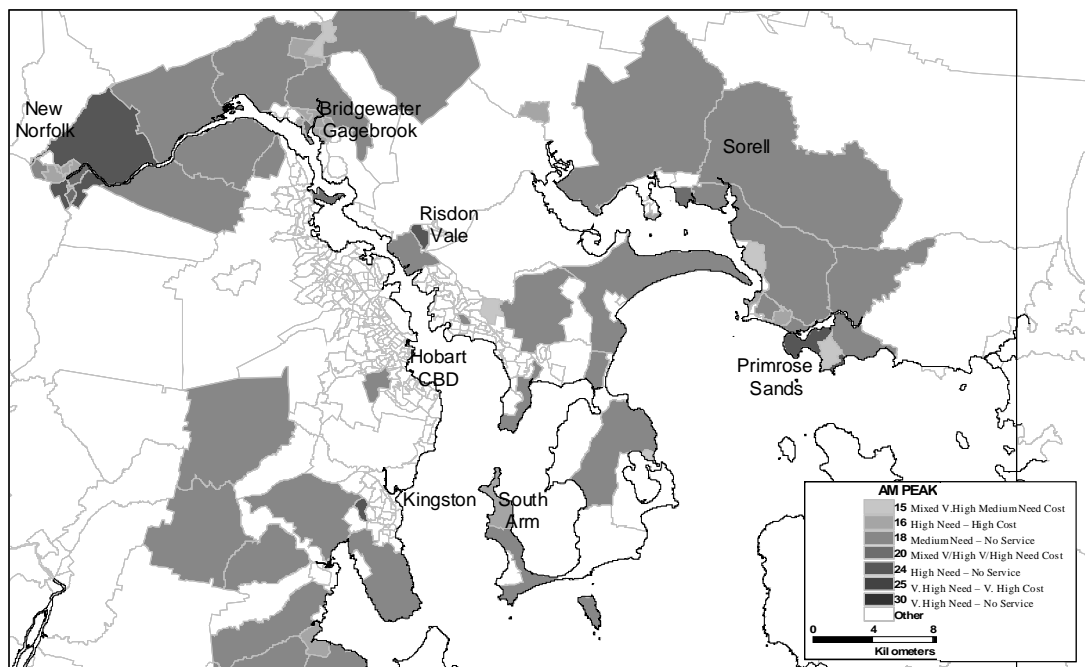 New
Norfolk
Bridgewater
Gagebrook
Sorell
Risdon
Vale
Hobart
CBD
Primrose
Sands
Kingston
South
Arm
AM PEAK
15 Mixed V.High Medium Need Cost
16 High Need – High Cost
18 Medium Need – No Service
20 Mixed V/High V/High Need Cost
24 High Need – No Service
25 V. High Need – V. High Cost
30 V. High Need – No Service
Other
0 4 8
Kilometers